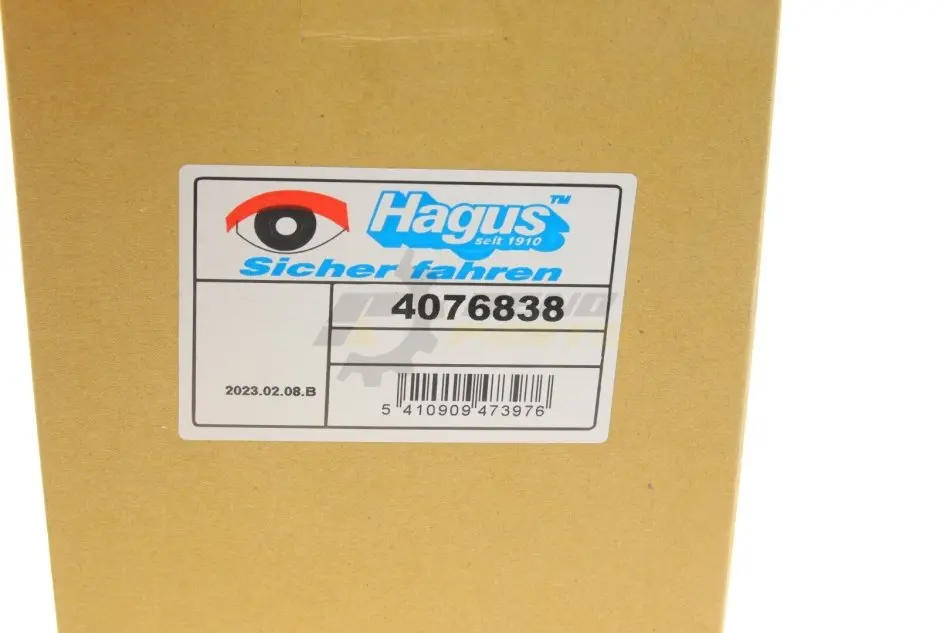 Hagus™
seit 1910
Sicher fahren
4076838
2023.02.08.B
5 410909 473976